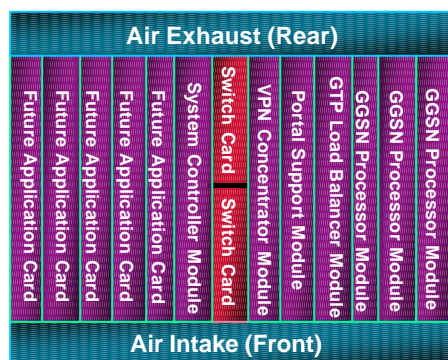 Air Exhaust (Rear)
Future Application Card
Future Application Card
Future Application Card
Future Application Card
Future Application Card
System Controller Module
Switch Card
Switch Card
VPN Concentrator Module
Portal Support Module
GTP Load Balancer Module
GGSN Processor Module
GGSN Processor Module
GGSN Processor Module
Air Intake (Front)